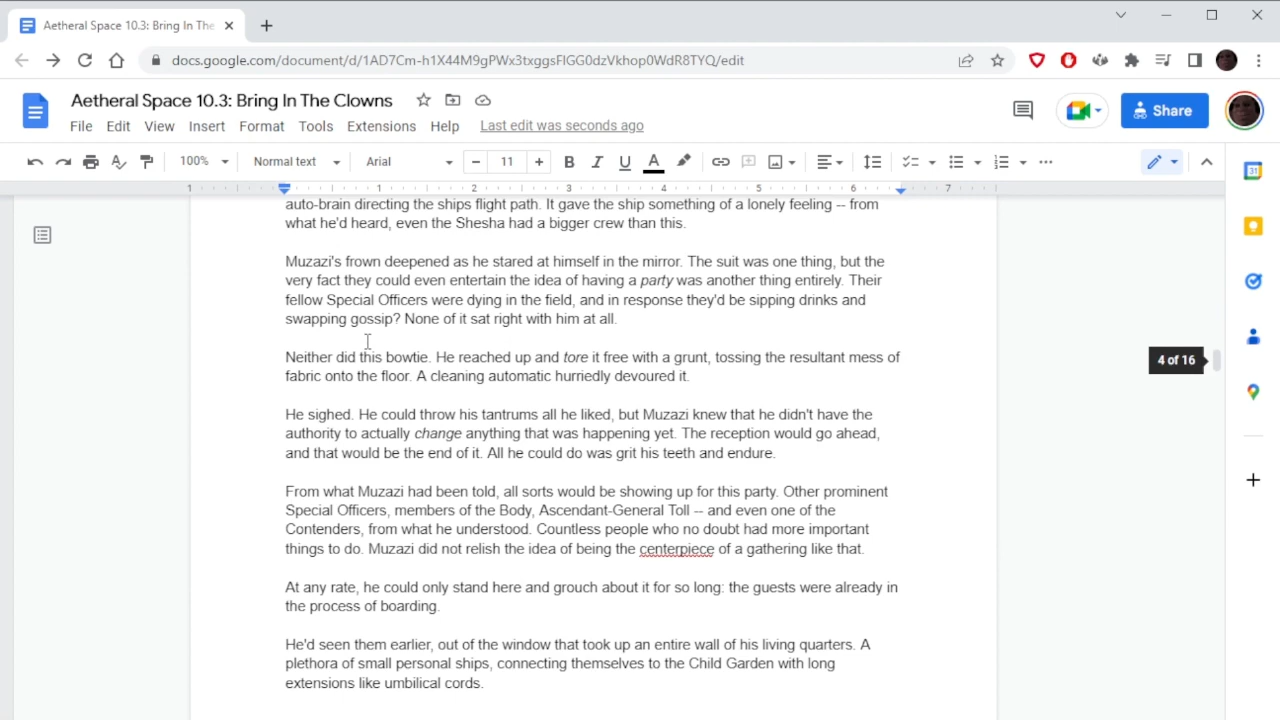 Aetheral Space 10.3: Bring In The
docs.google.com/document/d/1AD7Cm-h1X44M9gPWx3txggsFlGG0dzVkhop0WdR8TYQ/edit
Aetheral Space 10.3: Bring In The Clowns
File Edit View Insert Format Tools Extensions Help Last edit was seconds ago
Share
100% Normal text Arial 11
1 1 2 3 4 5 6 7
31
auto-brain directing the ships flight path. It gave the ship something of a lonely feeling -- from
what he'd heard, even the Shesha had a bigger crew than this.
Muzazi's frown deepened as he stared at himself in the mirror. The suit was one thing, but the
very fact they could even entertain the idea of having a party was another thing entirely. Their
fellow Special Officers were dying in the field, and in response they'd be sipping drinks and
swapping gossip? None of it sat right with him at all.
Neither did this bowtie. He reached up and tore it free with a grunt, tossing the resultant mess of
fabric onto the floor. A cleaning automatic hurriedly devoured it.
4 of 16
He sighed. He could throw his tantrums all he liked, but Muzazi knew that he didn't have the
authority to actually change anything that was happening yet. The reception would go ahead,
and that would be the end of it. All he could do was grit his teeth and endure.
From what Muzazi had been told, all sorts would be showing up for this party. Other prominent
Special Officers, members of the Body, Ascendant-General Toll -- and even one of the
Contenders, from what he understood. Countless people who no doubt had more important
things to do. Muzazi did not relish the idea of being the centerpiece of a gathering like that.
At any rate, he could only stand here and grouch about it for so long: the guests were already in
the process of boarding.
He'd seen them earlier, out of the window that took up an entire wall of his living quarters. A
plethora of small personal ships, connecting themselves to the Child Garden with long
extensions like umbilical cords.